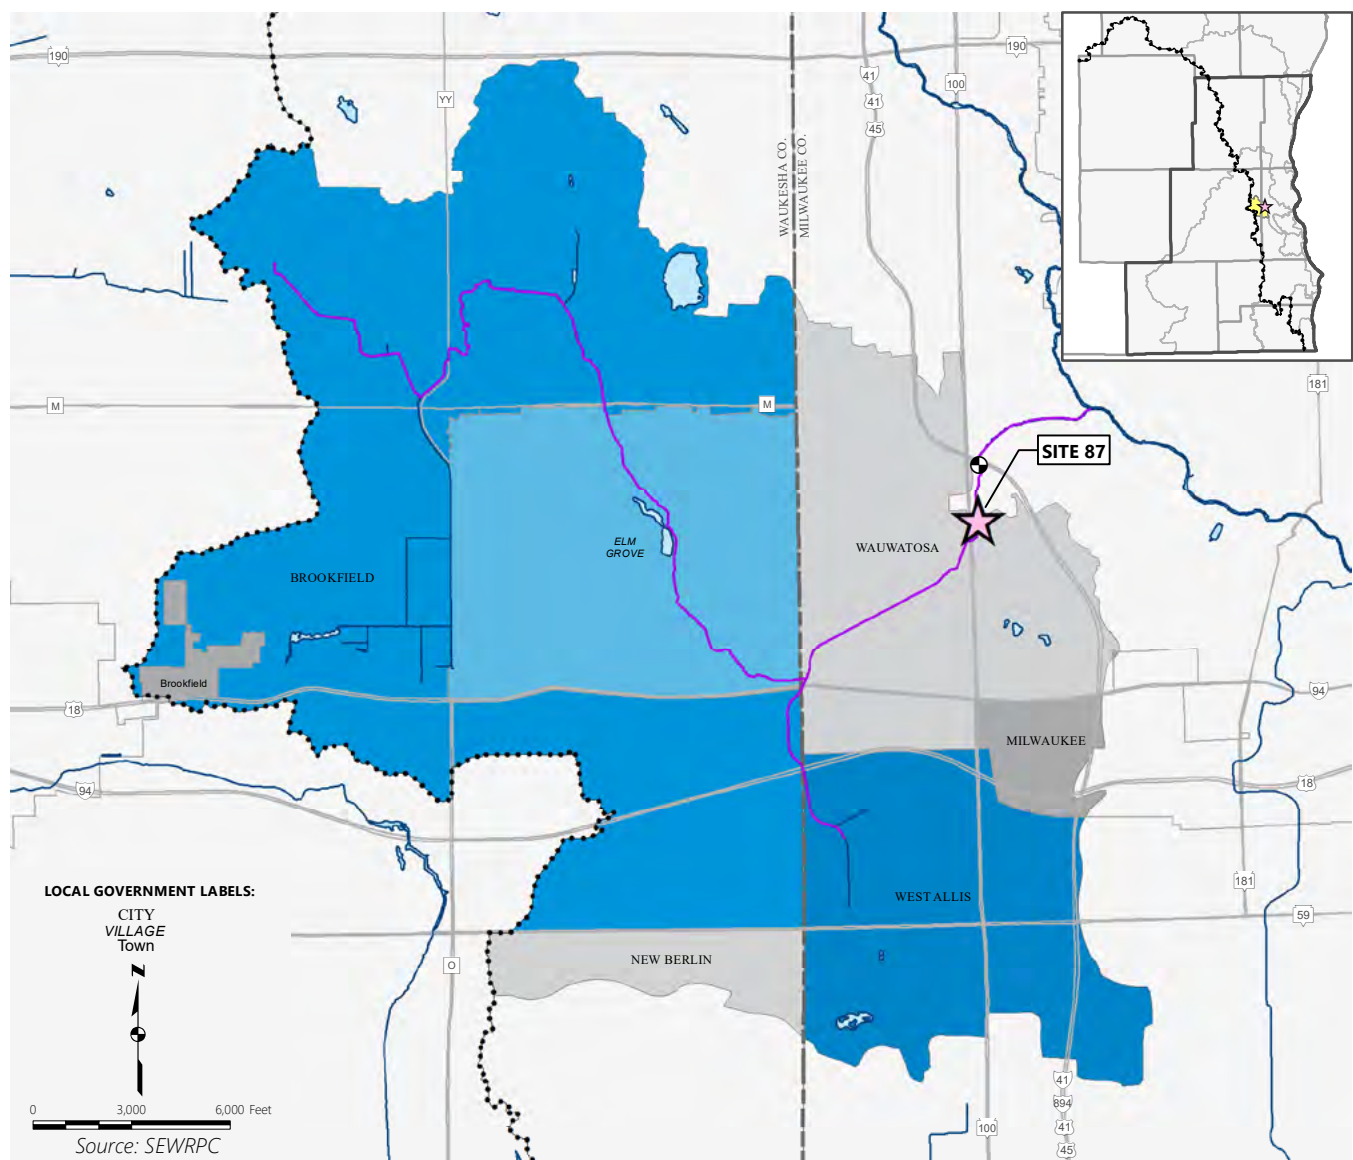 190
190
41
41
45
100
YY
WAUKESHA CO.
MILWAUKEE CO.
181
M
M
SITE 87
ELM
GROVE
WAUWATOSA
BROOKFIELD
Brookfield
94
18
MILWAUKEE
94
18
LOCAL GOVERNMENT LABELS:
CITY
VILLAGE
Town
N
WEST ALLIS
181
59
NEW BERLIN
O
0 3,000 6,000 Feet
Source: SEWRPC
41
894
41
45
100